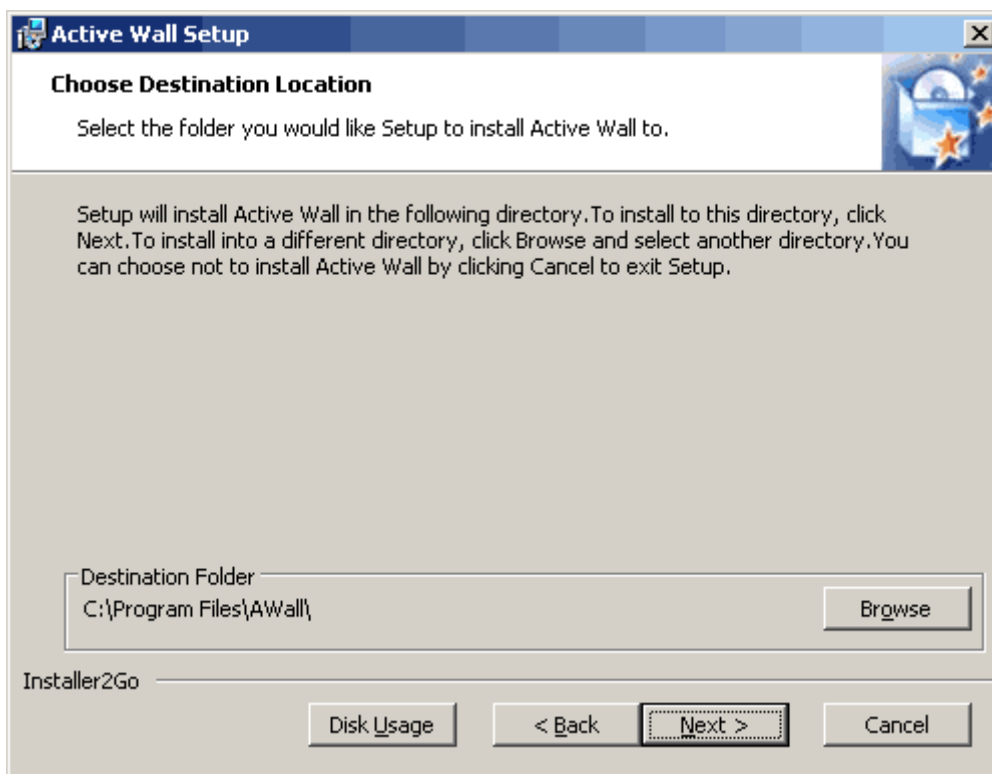 Active Wall Setup
Choose Destination Location
Select the folder you would like Setup to install Active Wall to.
Setup will install Active Wall in the following directory.To install to this directory, click
Next.To install into a different directory, click Browse and select another directory.You
can choose not to install Active Wall by clicking Cancel to exit Setup.
Destination Folder
C:\Program Files\AWall\
Browse
Installer2Go
Disk Usage
< Back
Next >
Cancel